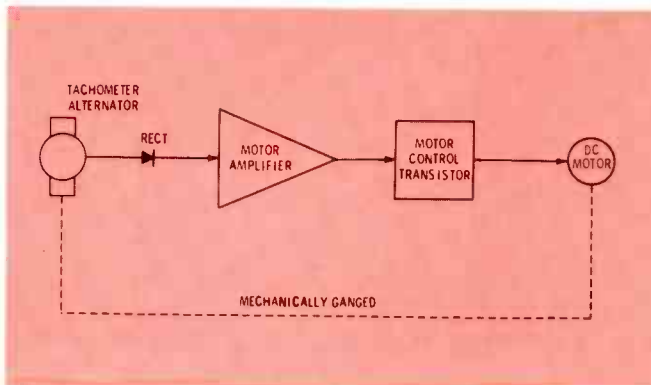 TACHOMETER
ALTERNATOR
RECT
MOTOR
AMPLIFIER
MOTOR
CONTROL
TRANSISTOR
DC
MOTOR
MECHANICALLY GANGED